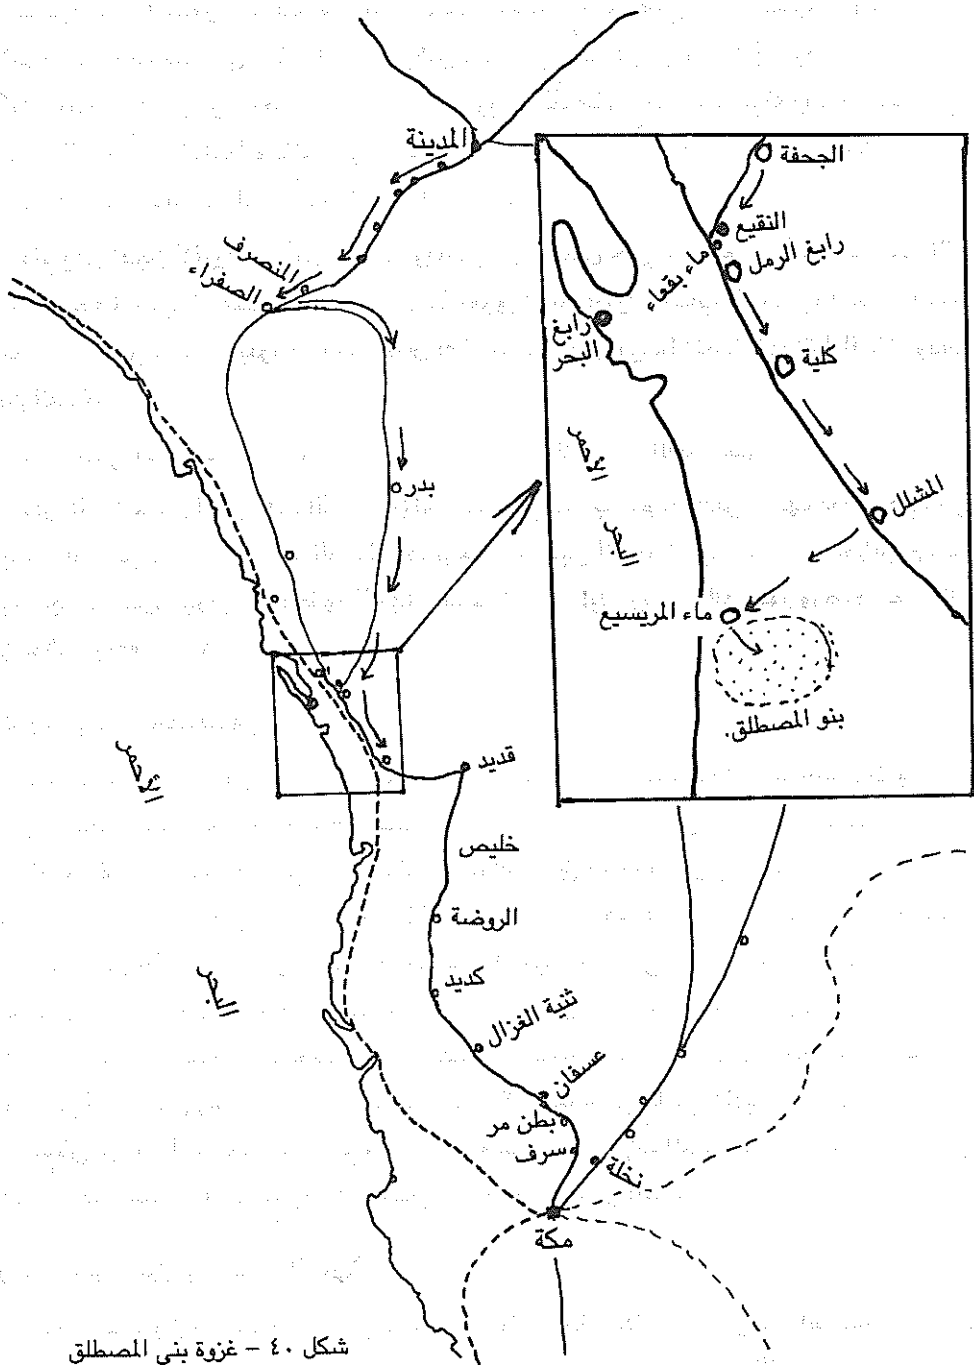 المدينة
المنصرف
الصفراء
بدر
قديد
خليص
الروضة
كديد
ثنية الغزال
عسفان
بطن مر
سرف
نخلة
مكة
الأحمر
البحر
الجحفة
النقيع
ماء بقعاء
رابغ الرمل
رابغ
البحر
كلية
المشلل
ماء المريسيع
بنو المصطلق.
الأحمر
البحر
شكل ٤٠ - غزوة بني المصطلق